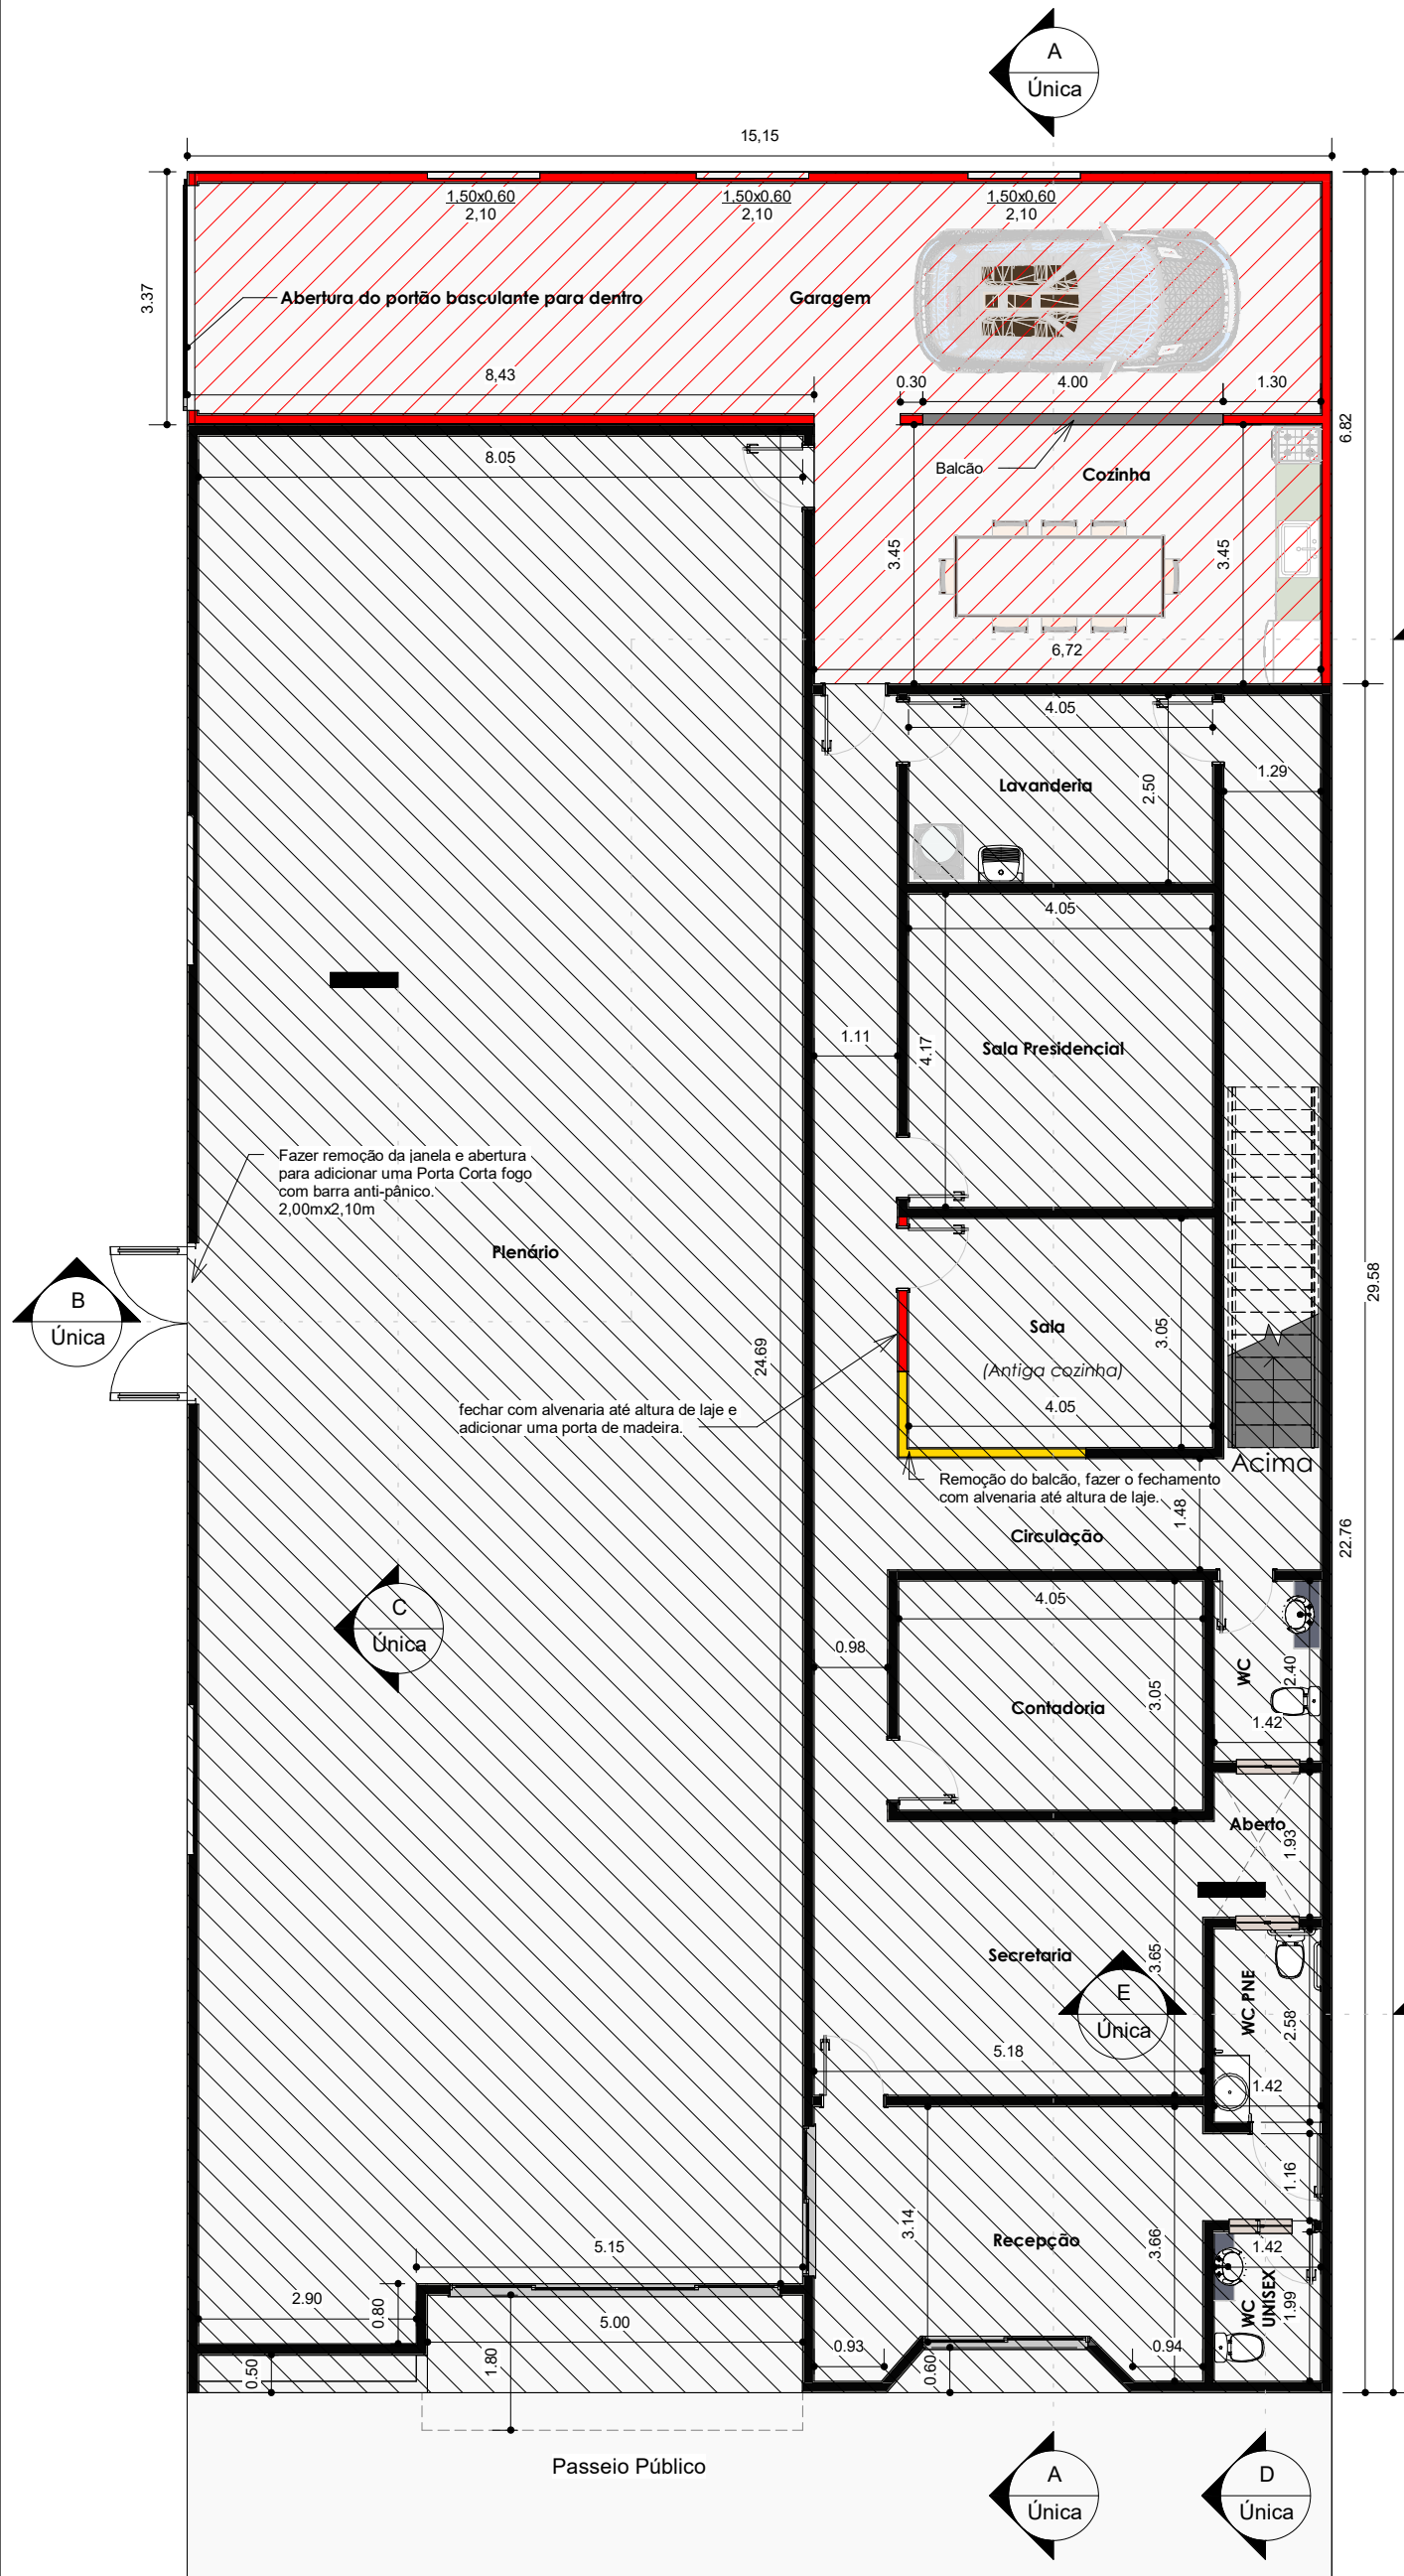 A
Única
15,15
1,50x0,60
2,10
1,50x0,60
2,10
1,50x0,60
2,10
3.37
Abertura do portão basculante para dentro
Garagem
8,43
0.30
4.00
1.30
6.82
8.05
Balcão
Cozinha
3.45
3.45
6,72
4.05
Lavanderia
2.50
1.29
4.05
1.11
4.17
Sala Presidencial
Fazer remoção da janela e abertura
para adicionar uma Porta Corta fogo
com barra anti-pânico.
2,00mx2,10m
Plenário
B
Única
29.58
24.69
Sala
(Antiga cozinha)
3.05
4.05
fechar com alvenaria até altura de laje e
adicionar uma porta de madeira.
Acima
Remoção do balcão, fazer o fechamento
com alvenaria até altura de laje.
1.48
Circulação
22.76
C
Única
4.05
0.98
WC
2.40
3.05
Contadoria
1.42
Aberto
1.93
Secretaria
3.65
E
Única
WC PNE
2.58
5.18
1.42
1.16
3.14
Recepção
3.66
5.15
1.42
2.90
0.80
5.00
WC
UNISEX
1.99
0.50
1.80
0.93
0.60
0.94
Passeio Público
A
Única
D
Única